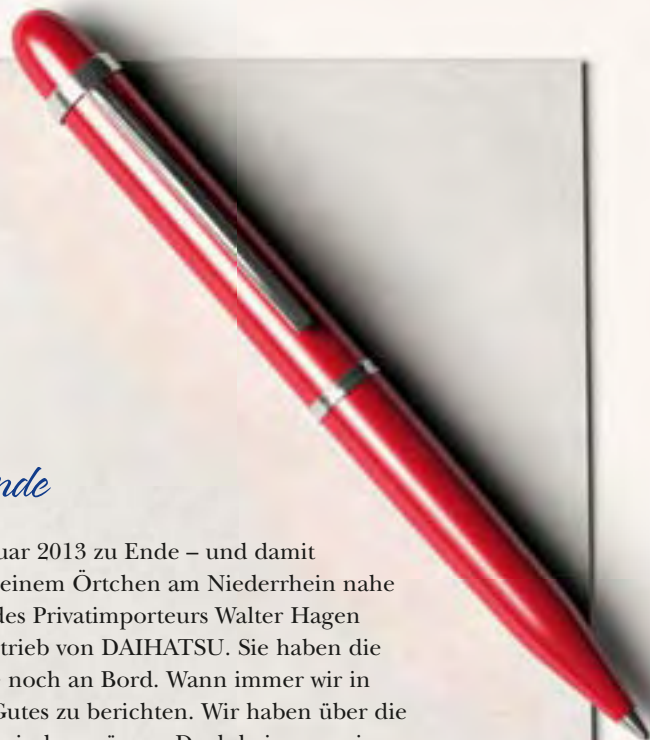 nde
uar 2013 zu Ende – und damit
einem Örtchen am Niederrhein nahe
des Privatimporteurs Walter Hagen
trieb von DAIHATSU. Sie haben die
noch an Bord. Wann immer wir in
Gutes zu berichten. Wir haben über die